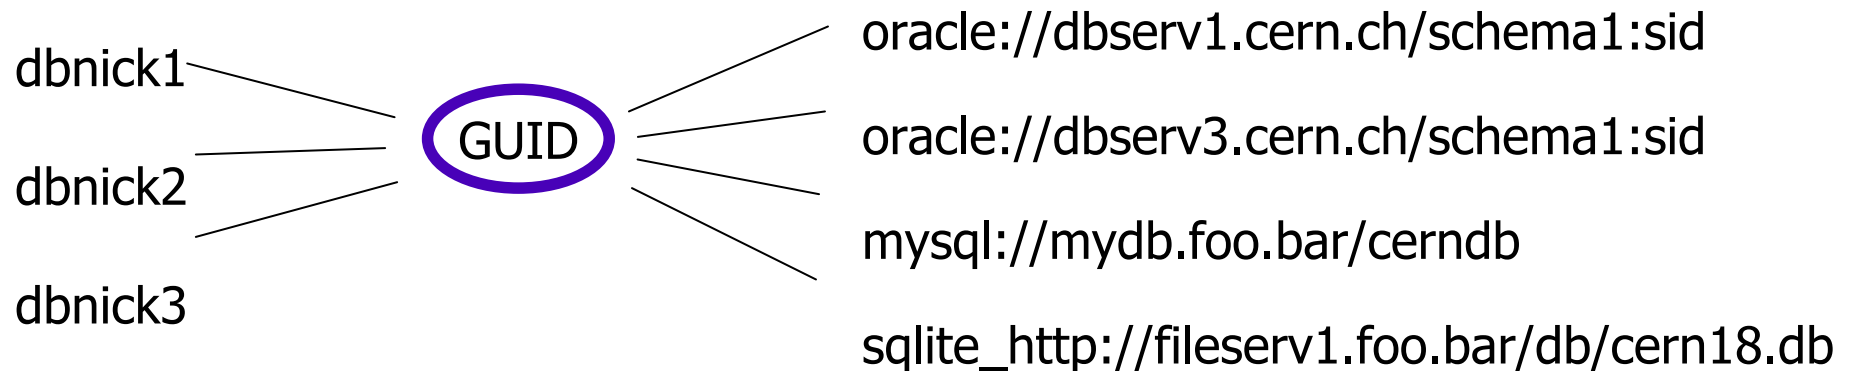 dbnick1
dbnick2
dbnick3
GUID
oracle://dbserv1.cern.ch/schema1:sid
oracle://dbserv3.cern.ch/schema1:sid
mysql://mydb.foo.bar/cerndb
sqlite_http://fileserv1.foo.bar/db/cern18.db